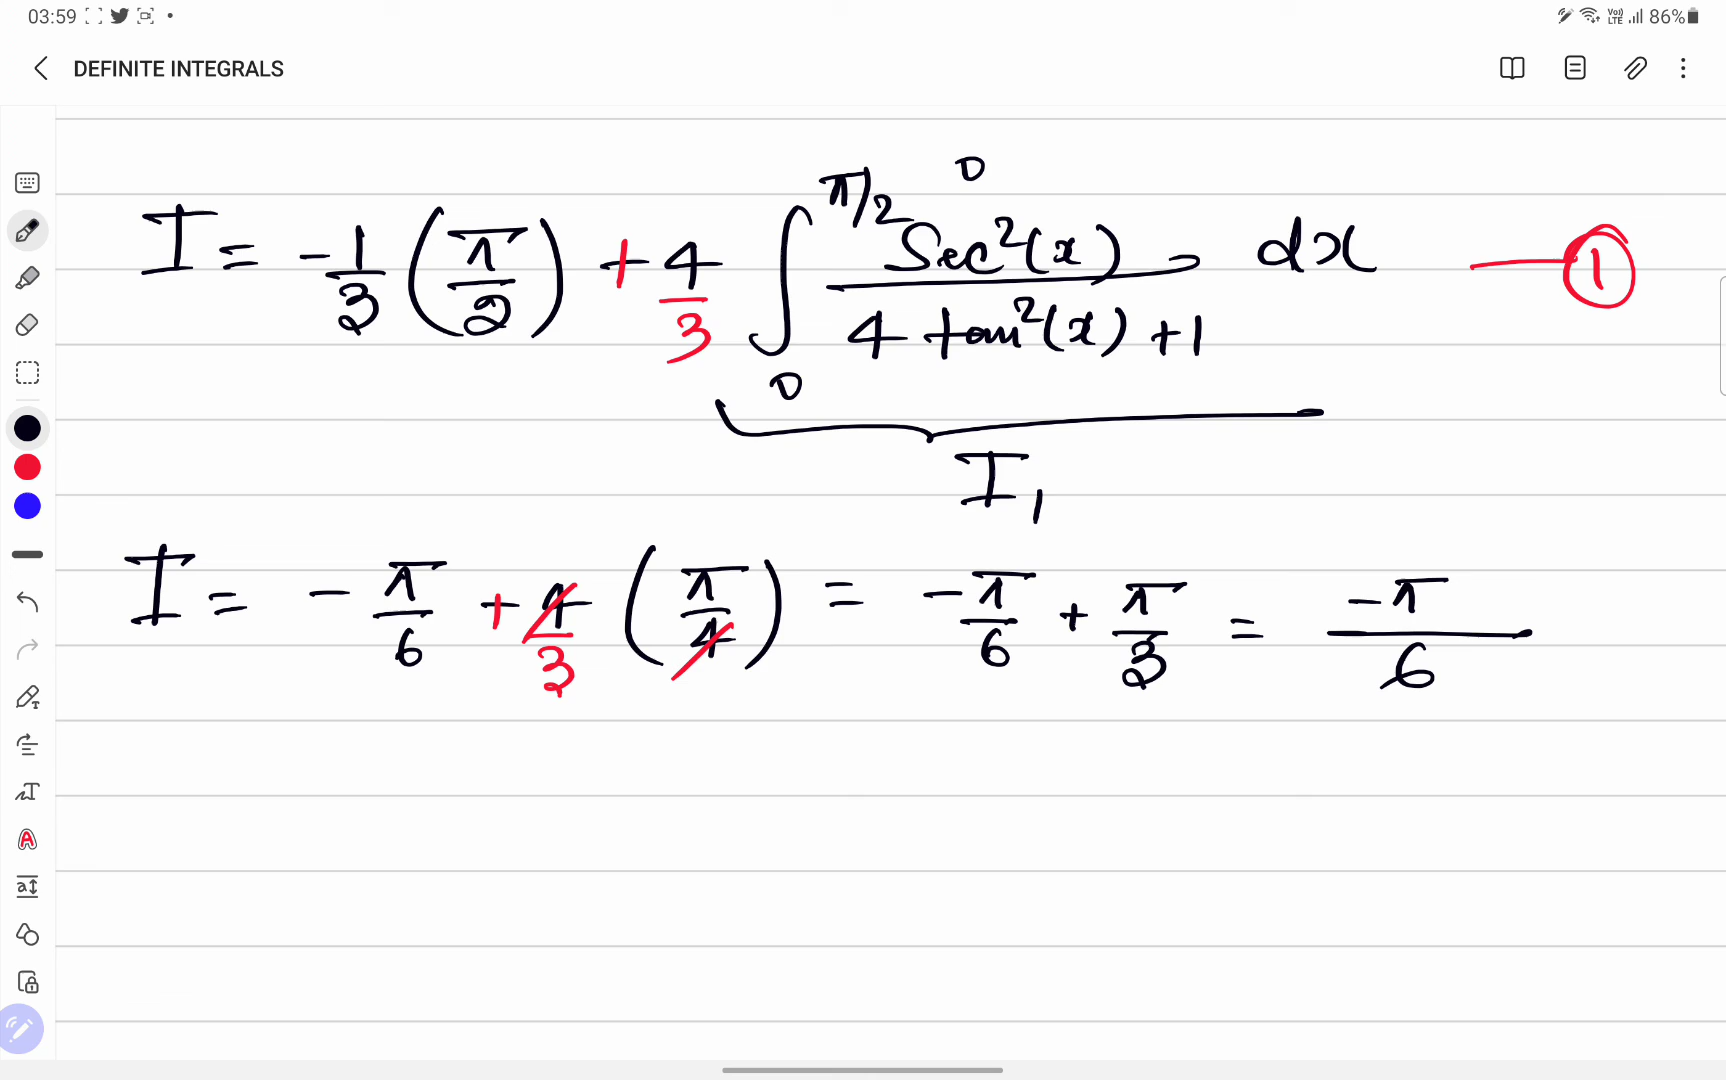 03:59 86%
DEFINITE INTEGRALS
I = -1/3 (π/2) + 4/3 ∫₀^{π/2} Sec²(x) / 4 tan²(x) + 1 dx — ①
I₁
I = - π/6 + 4/3 (π/4) = - π/6 + π/3 = -π/6